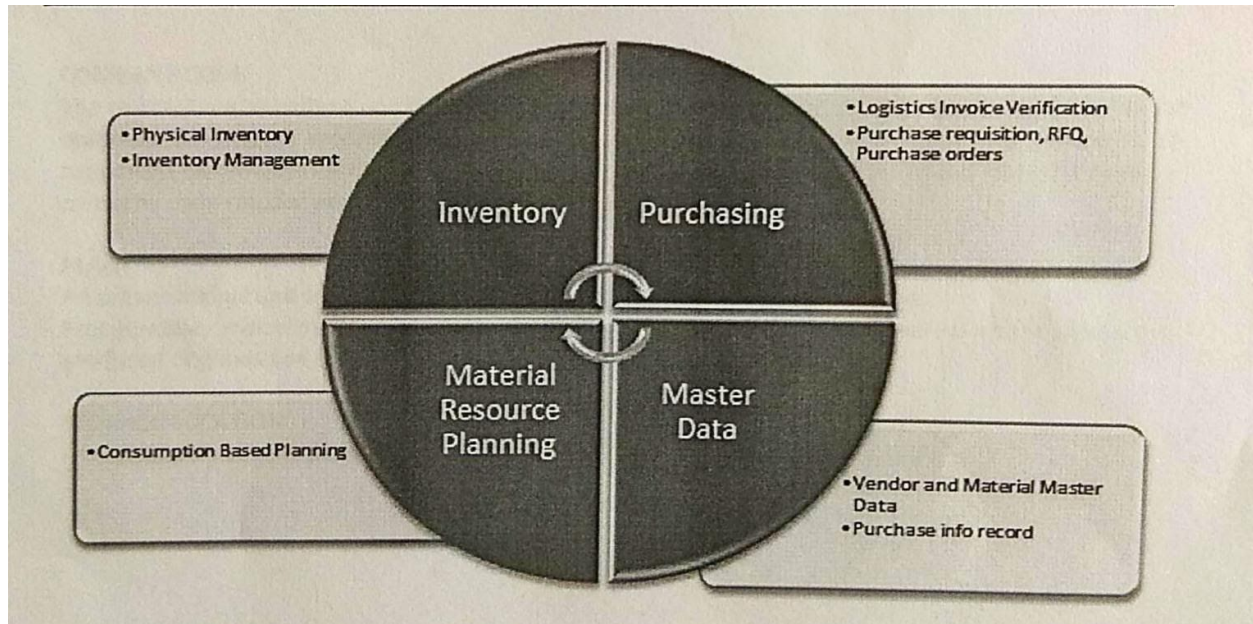 • Physical Inventory
• Inventory Management
Inventory
Purchasing
• Logistics Invoice Verification
• Purchase requisition, RFQ,
Purchase orders
Material
Resource
Planning
• Consumption Based Planning
Master
Data
• Vendor and Material Master
Data
• Purchase info record